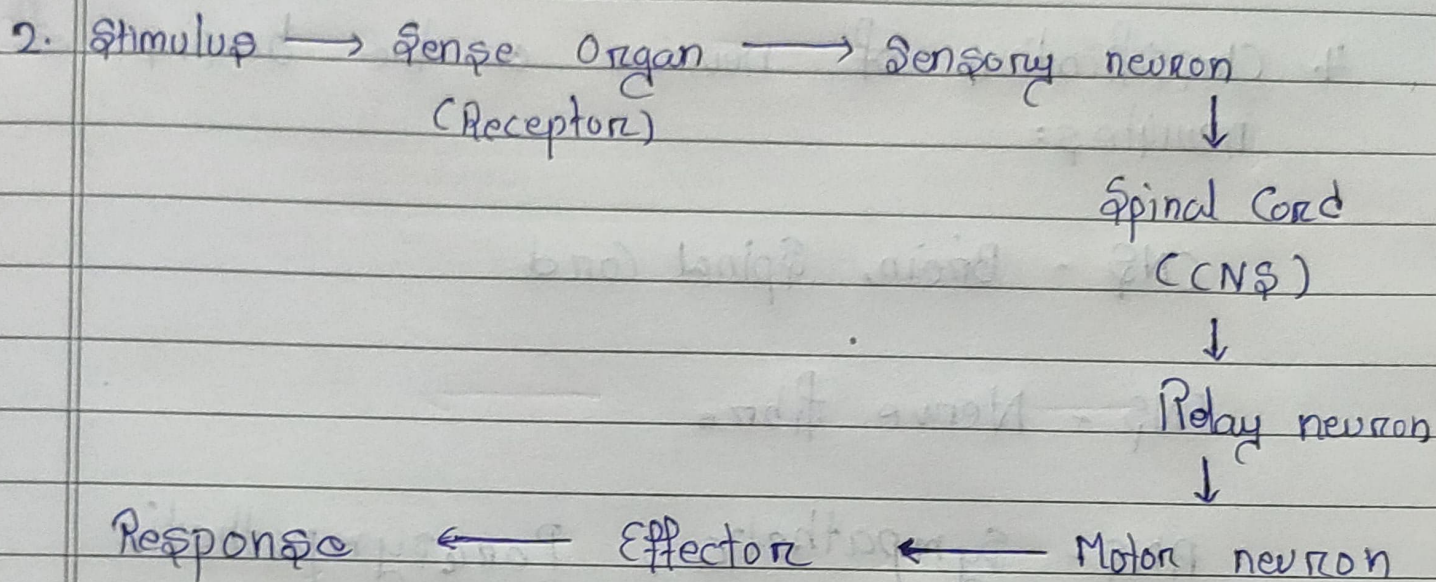 2. Stimulus → Sense Organ → Sensory neuron
(Receptor) ↓
Spinal Cord
(CNS)
↓
Relay neuron
↓
Response ← Effector ← Motor neuron